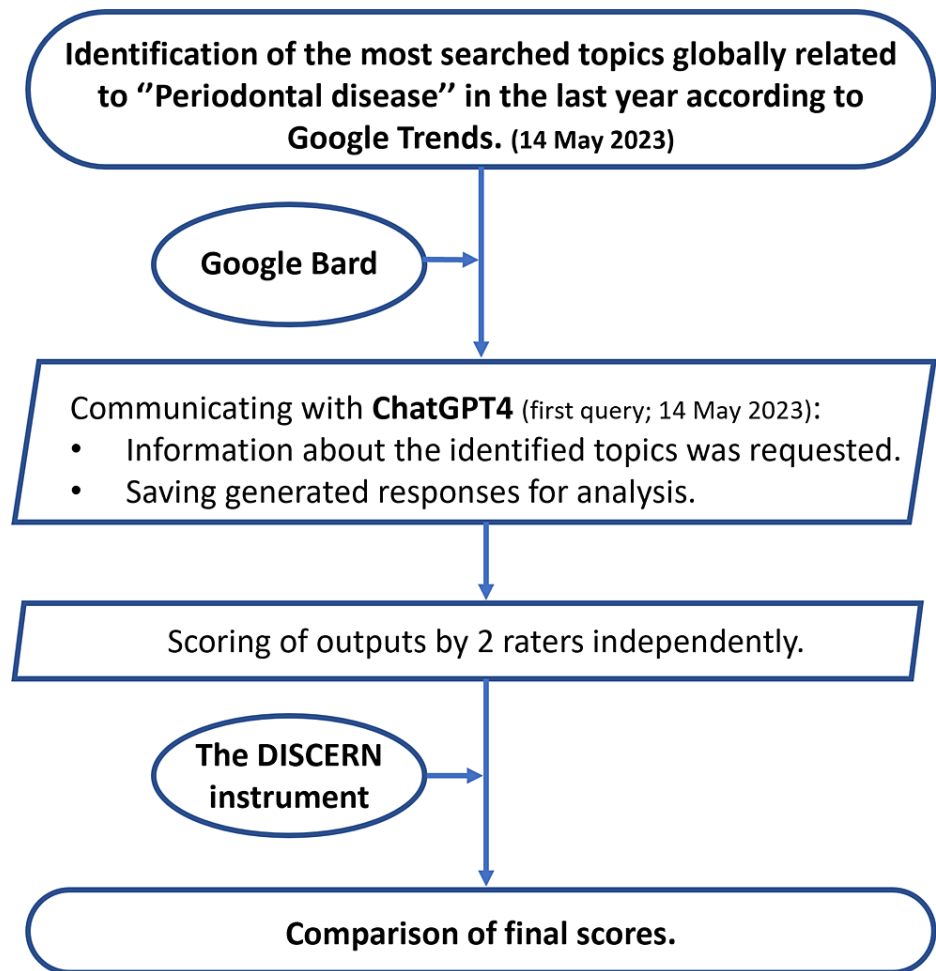 Identification of the most searched topics globally related
to ‘’Periodontal disease’’ in the last year according to
Google Trends. (14 May 2023)
Google Bard
Communicating with ChatGPT4 (first query; 14 May 2023):
• Information about the identified topics was requested.
• Saving generated responses for analysis.
Scoring of outputs by 2 raters independently.
The DISCERN
instrument
Comparison of final scores.